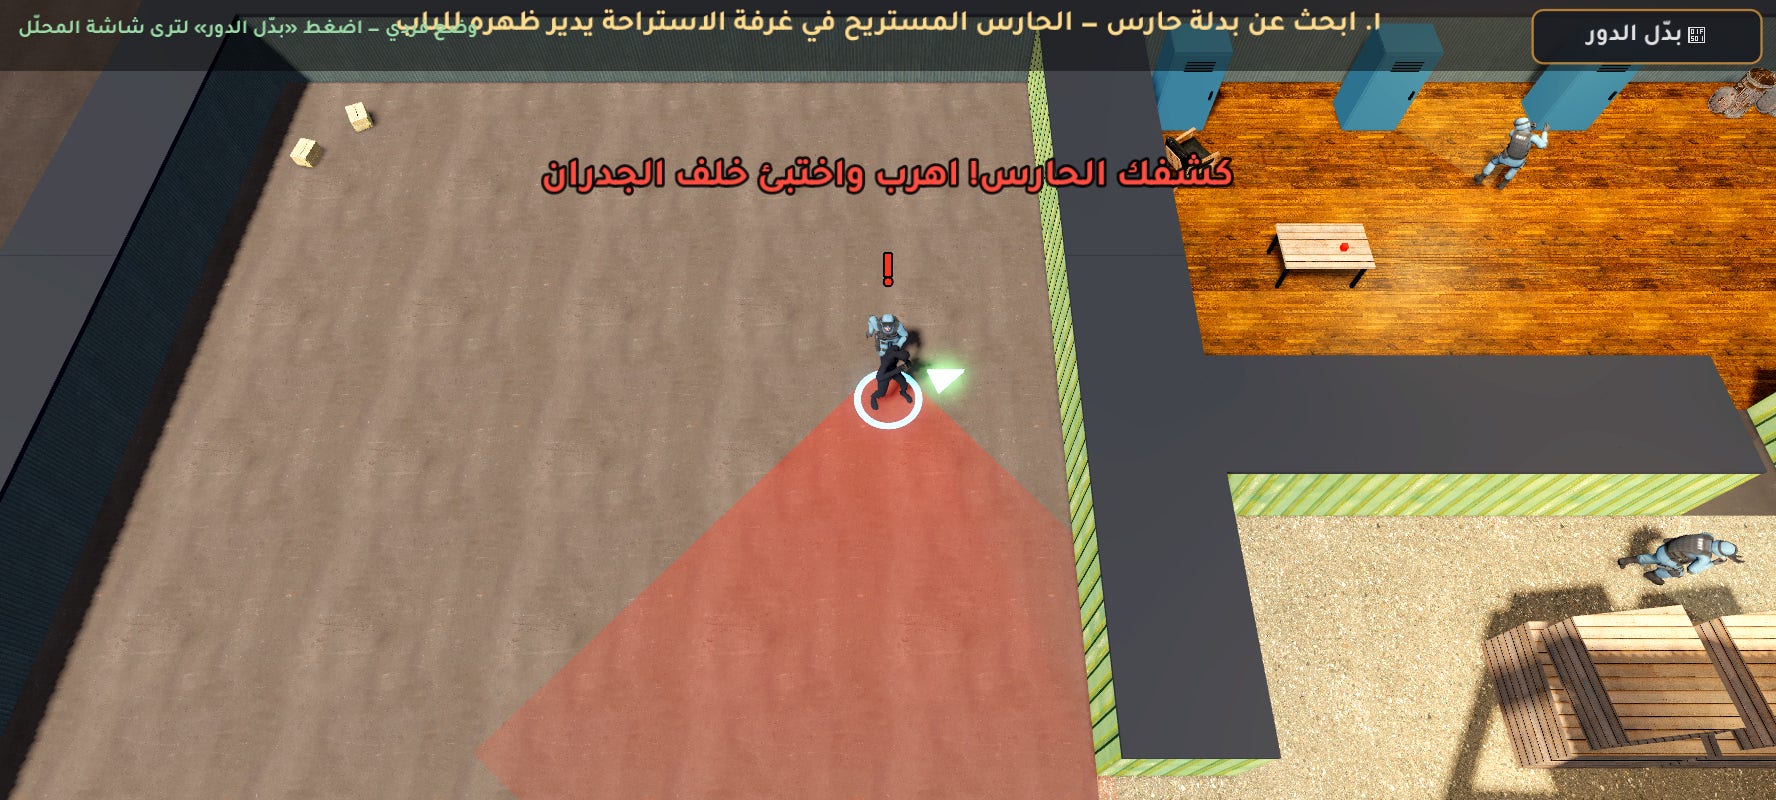 بدّل الدور
١. ابحث عن بدلة حارس – الحارس المستريح في غرفة الاستراحة يدير ظهره للباب
وضع فردي – اضغط «بدّل الدور» لترى شاشة المحلّل
كشفك الحارس! اهرب واختبئ خلف الجدران
!